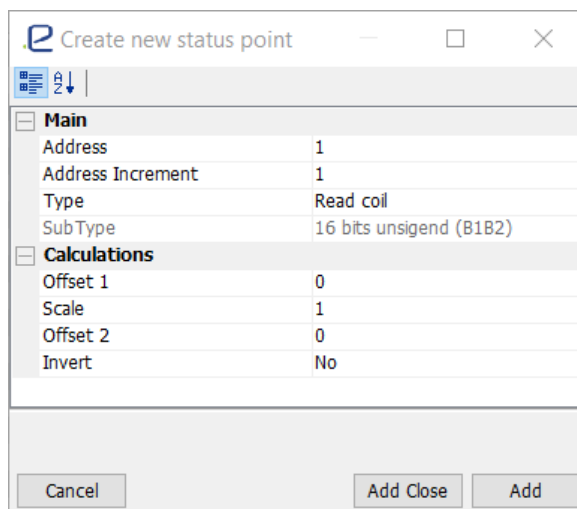 Create new status point
Main
Address 1
Address Increment 1
Type Read coil
SubType 16 bits unsigend (B1B2)
Calculations
Offset 1 0
Scale 1
Offset 2 0
Invert No
Cancel Add Close Add